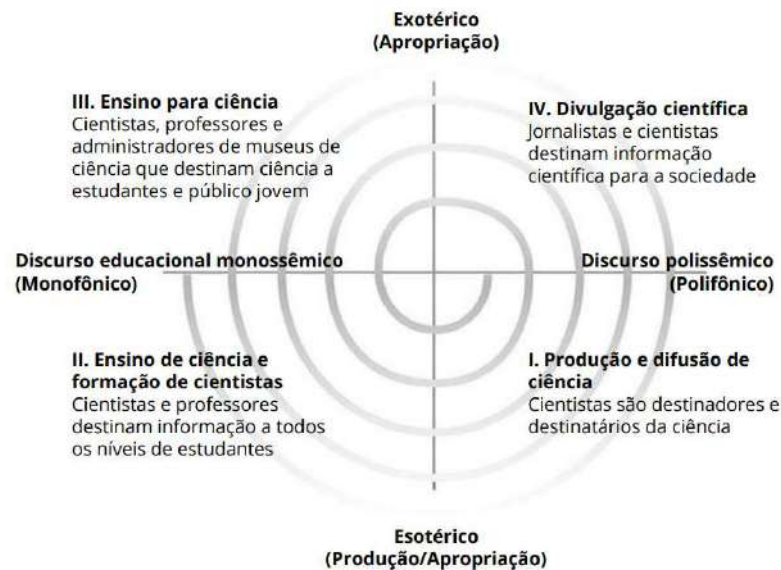 Exotérico
(Apropriação)
III. Ensino para ciência
Cientistas, professores e
administradores de museus de
ciência que destinam ciência a
estudantes e público jovem
IV. Divulgação científica
Jornalistas e cientistas
destinam informação
científica para a sociedade
Discurso educacional monossêmico
(Monofônico)
Discurso polissêmico
(Polifônico)
II. Ensino de ciência e
formação de cientistas
Cientistas e professores
destinam informação a todos
os níveis de estudantes
I. Produção e difusão de
ciência
Cientistas são destinadores e
destinatários da ciência
Esotérico
(Produção/Apropriação)